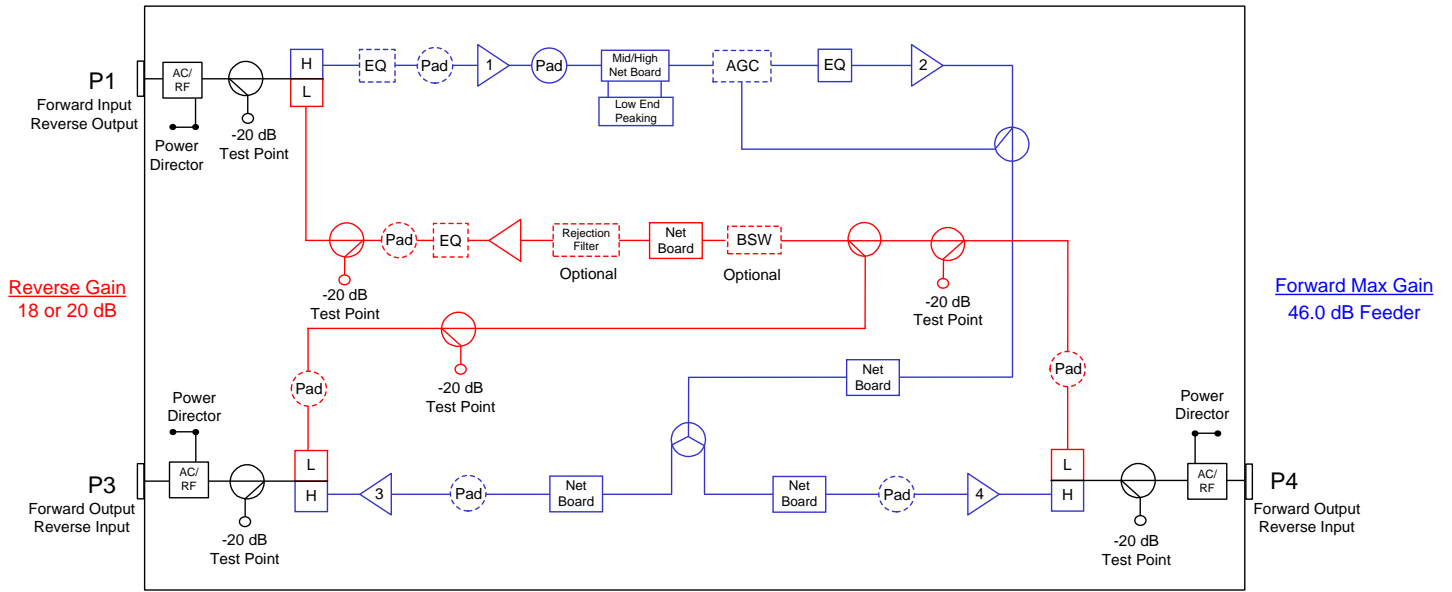 P1
Forward Input
Reverse Output
AC/
RF
Power
Director
-20 dB
Test Point
H
L
EQ
Pad
1
Pad
Mid/High
Net Board
Low End
Peaking
AGC
EQ
2
-20 dB
Test Point
Pad
EQ
Rejection
Filter
Optional
Net
Board
BSW
Optional
-20 dB
Test Point
Reverse Gain
18 or 20 dB
Forward Max Gain
46.0 dB Feeder
-20 dB
Test Point
Pad
Net
Board
Pad
Power
Director
P3
Forward Output
Reverse Input
AC/
RF
-20 dB
Test Point
L
H
3
Pad
Net
Board
Net
Board
Pad
4
L
H
-20 dB
Test Point
Power
Director
AC/
RF
P4
Forward Output
Reverse Input